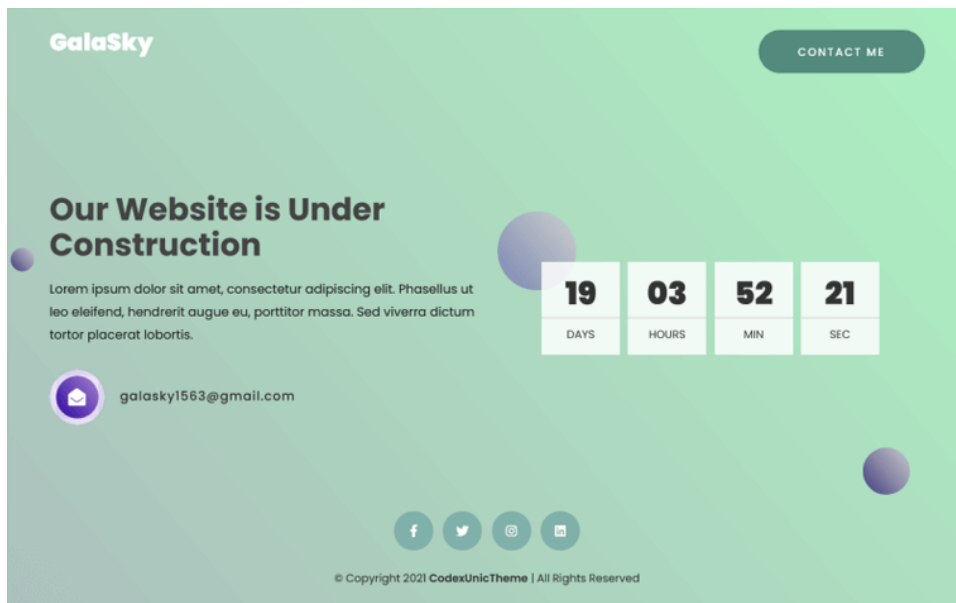 GalaSky
CONTACT ME
Our Website is Under
Construction
Lorem ipsum dolor sit amet, consectetur adipiscing elit. Phasellus ut
leo eleifend, hendrerit augue eu, porttitor massa. Sed viverra dictum
tortor placerat lobortis.
galasky1563@gmail.com
19 03 52 21
DAYS HOURS MIN SEC
© Copyright 2021 CodexUnicTheme | All Rights Reserved